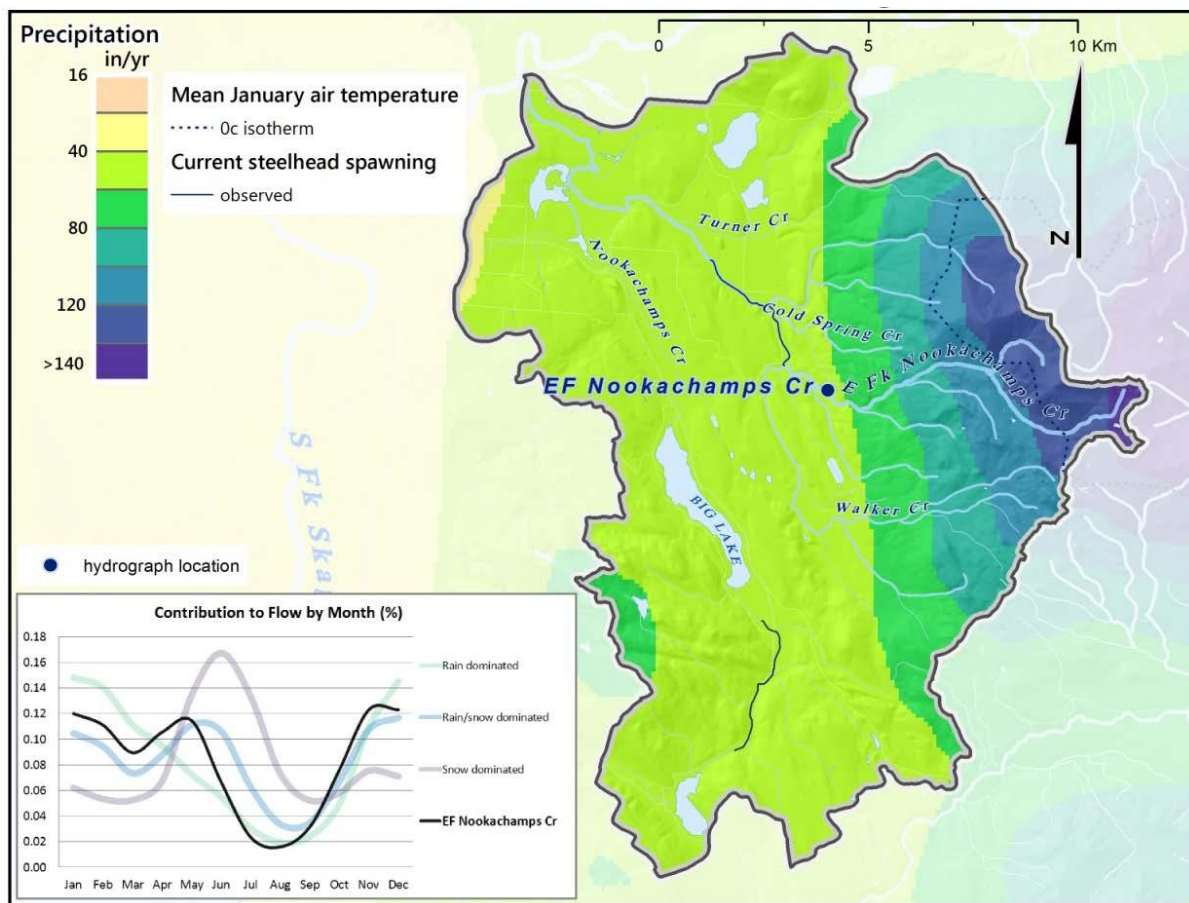 Precipitation
in/yr
16
40
80
120
>140
Mean January air temperature
0c isotherm
Current steelhead spawning
observed
0
5
10 Km
N
Turner Cr
Nookachamps Cr
Cold Spring Cr
EF Nookachamps Cr
E Fk Nookachamps Cr
BIG LAKE
Walker Cr
S Fk Ska
hydrograph location
Contribution to Flow by Month (%)
0.18
0.16
0.14
0.12
0.10
0.08
0.06
0.04
0.02
0.00
Jan Feb Mar Apr May Jun Jul Aug Sep Oct Nov Dec
Rain dominated
Rain/snow dominated
Snow dominated
EF Nookachamps Cr